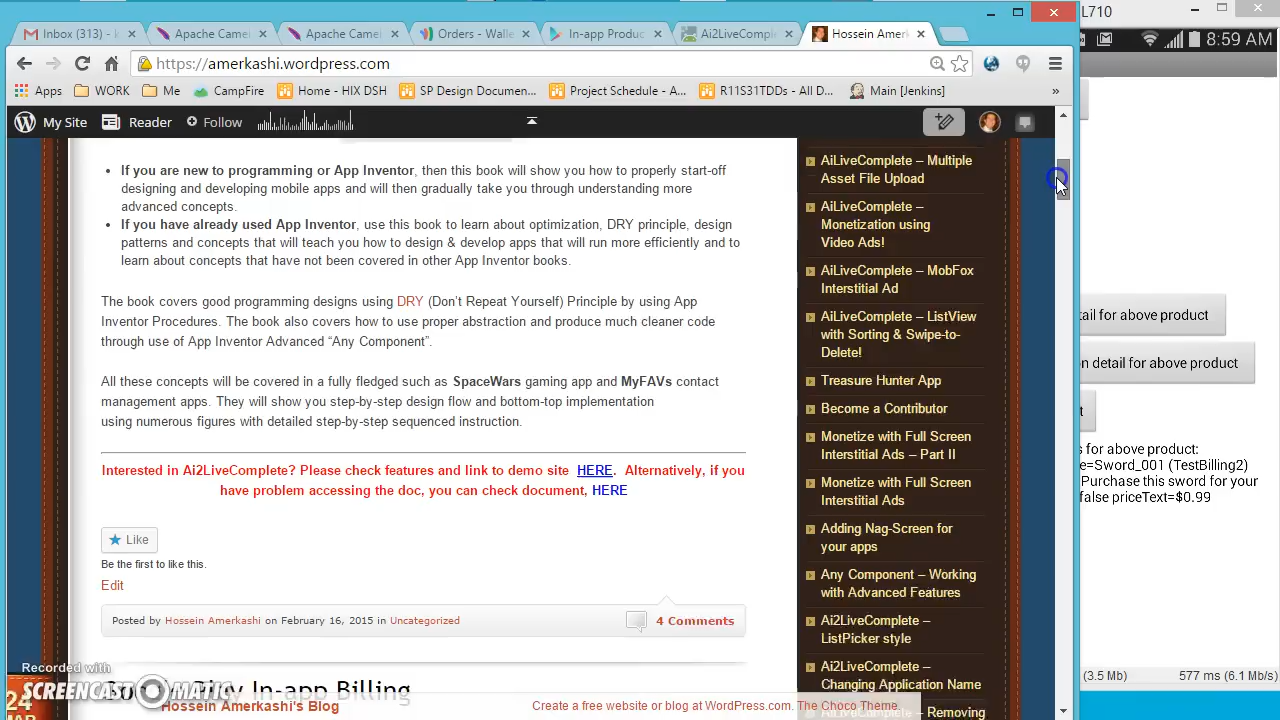 L710
Inbox (313) - k
Apache Camel
Apache Camel
Orders - Walle
In-app Produc
Ai2LiveComple
Hossein Amerk
8:59 AM
https://amerkashi.wordpress.com
Apps
WORK
Me
CampFire
Home - HIX DST
SP Design Documen...
Project Schedule - A...
R11S31TDDs - All D...
Main [Jenkins]
»
My Site
Reader
Follow
If you are new to programming or App Inventor, then this book will show you how to properly start-off
designing and developing mobile apps and will then gradually take you through understanding more
advanced concepts.
If you have already used App Inventor, use this book to learn about optimization, DRY principle, design
patterns and concepts that will teach you how to design & develop apps that will run more efficiently and to
learn about concepts that have not been covered in other App Inventor books.
The book covers good programming designs using DRY (Don't Repeat Yourself) Principle by using App
Inventor Procedures. The book also covers how to use proper abstraction and produce much cleaner code
through use of App Inventor Advanced “Any Component”.
All these concepts will be covered in a fully fledged such as SpaceWars gaming app and MyFAVs contact
management apps. They will show you step-by-step design flow and bottom-top implementation
using numerous figures with detailed step-by-step sequenced instruction.
Interested in Ai2LiveComplete? Please check features and link to demo site HERE. Alternatively, if you
have problem accessing the doc, you can check document, HERE
Like
Be the first to like this.
Edit
Posted by Hossein Amerkashi on February 16, 2015 in Uncategorized
4 Comments
In-app Billing
24
Hossein Amerkashi's Blog
Create a free website or blog at WordPress.com. The Choco Theme.
Recorded with
SCREENCAST MATIC
AiLiveComplete – Multiple
Asset File Upload
AiLiveComplete –
Monetization using
Video Ads!
AiLiveComplete – MobFox
Interstitial Ad
AiLiveComplete – ListView
with Sorting & Swipe-to-
Delete!
Treasure Hunter App
Become a Contributor
Monetize with Full Screen
Interstitial Ads – Part II
Monetize with Full Screen
Interstitial Ads
Adding Nag-Screen for
your apps
Any Component – Working
with Advanced Features
Ai2LiveComplete –
ListPicker style
Ai2LiveComplete –
Changing Application Name
Ai2LiveComplete – Removing
tail for above product
n detail for above product
t
s for above product:
e=Sword_001 (TestBilling2)
Purchase this sword for your
false priceText=$0.99
(3.5 Mb)
577 ms (6.1 Mb/s)